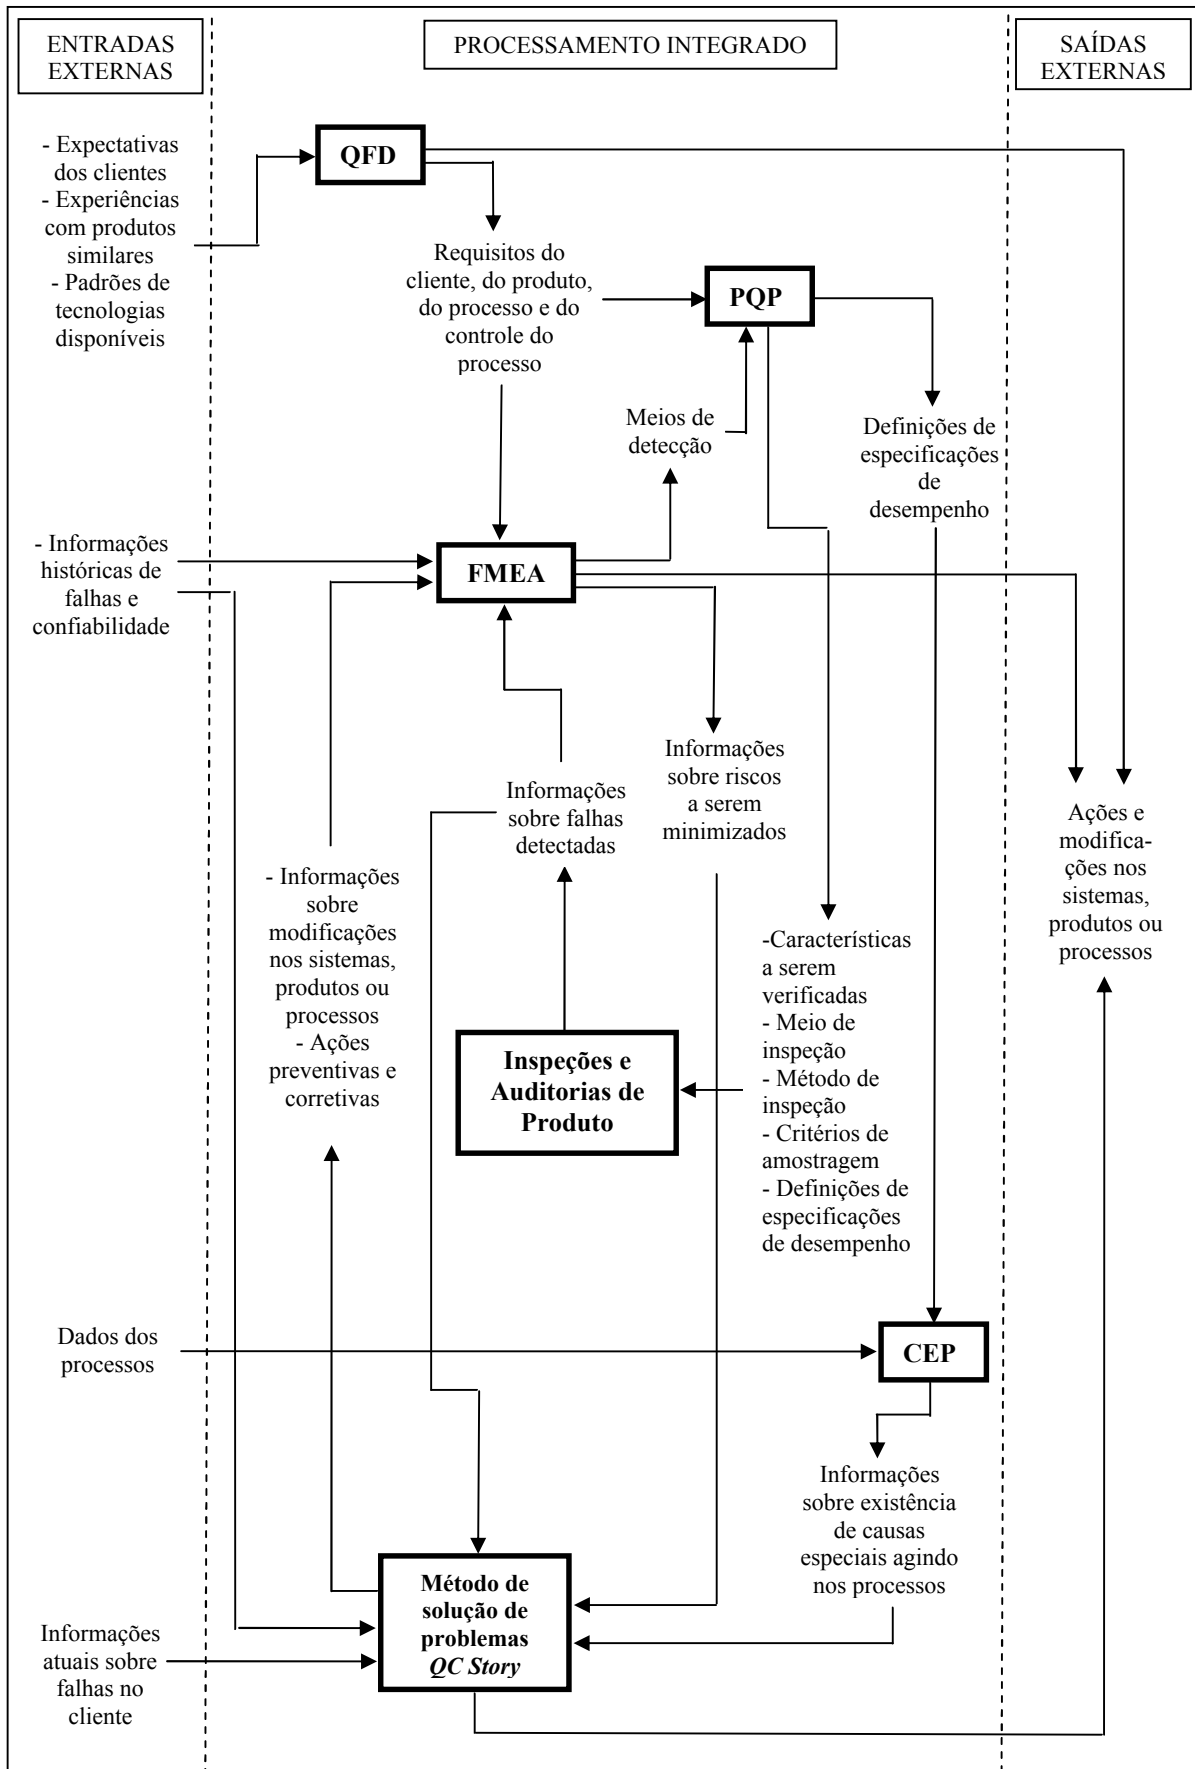 ENTRADAS
EXTERNAS
PROCESSAMENTO INTEGRADO
SAÍDAS
EXTERNAS
- Expectativas
dos clientes
- Experiências
com produtos
similares
- Padrões de
tecnologias
disponíveis
QFD
Requisitos do
cliente, do produto,
do processo e do
controle do
processo
PQP
Meios de
detecção
Definições de
especificações
de
desempenho
- Informações
históricas de
falhas e
confiabilidade
FMEA
Informações
sobre riscos
a serem
minimizados
Informações
sobre falhas
detectadas
Ações e
modifica-
ções nos
sistemas,
produtos ou
processos
- Informações
sobre
modificações
nos sistemas,
produtos ou
processos
- Ações
preventivas e
corretivas
-Características
a serem
verificadas
- Meio de
inspeção
- Método de
inspeção
- Critérios de
amostragem
- Definições de
especificações
de desempenho
Inspeções e
Auditorias de
Produto
Dados dos
processos
CEP
Informações
sobre existência
de causas
especiais agindo
nos processos
Método de
solução de
problemas
QC Story
Informações
atuais sobre
falhas no
cliente